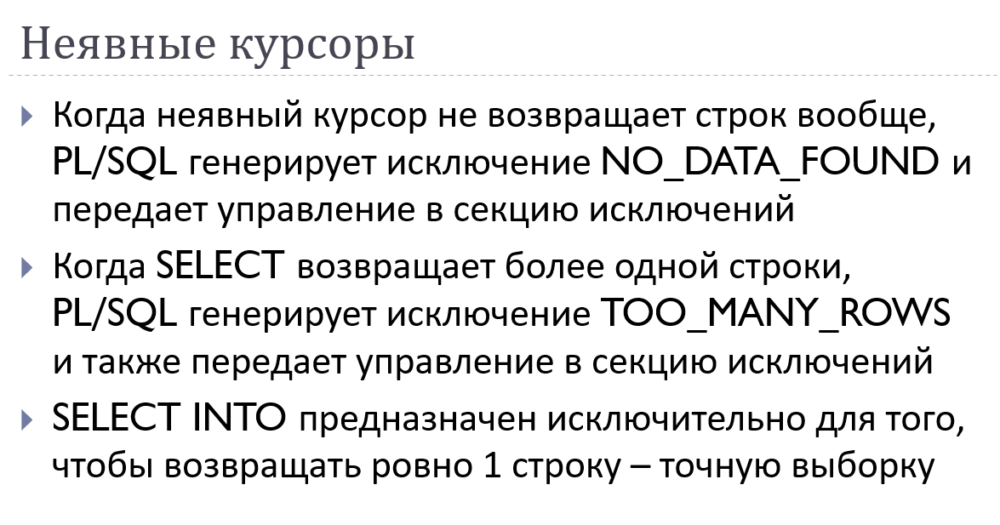 Неявные курсоры
Когда неявный курсор не возвращает строк вообще,
PL/SQL генерирует исключение NO_DATA_FOUND и
передает управление в секцию исключений
Когда SELECT возвращает более одной строки,
PL/SQL генерирует исключение TOO_MANY_ROWS
и также передает управление в секцию исключений
SELECT INTO предназначен исключительно для того,
чтобы возвращать ровно 1 строку – точную выборку